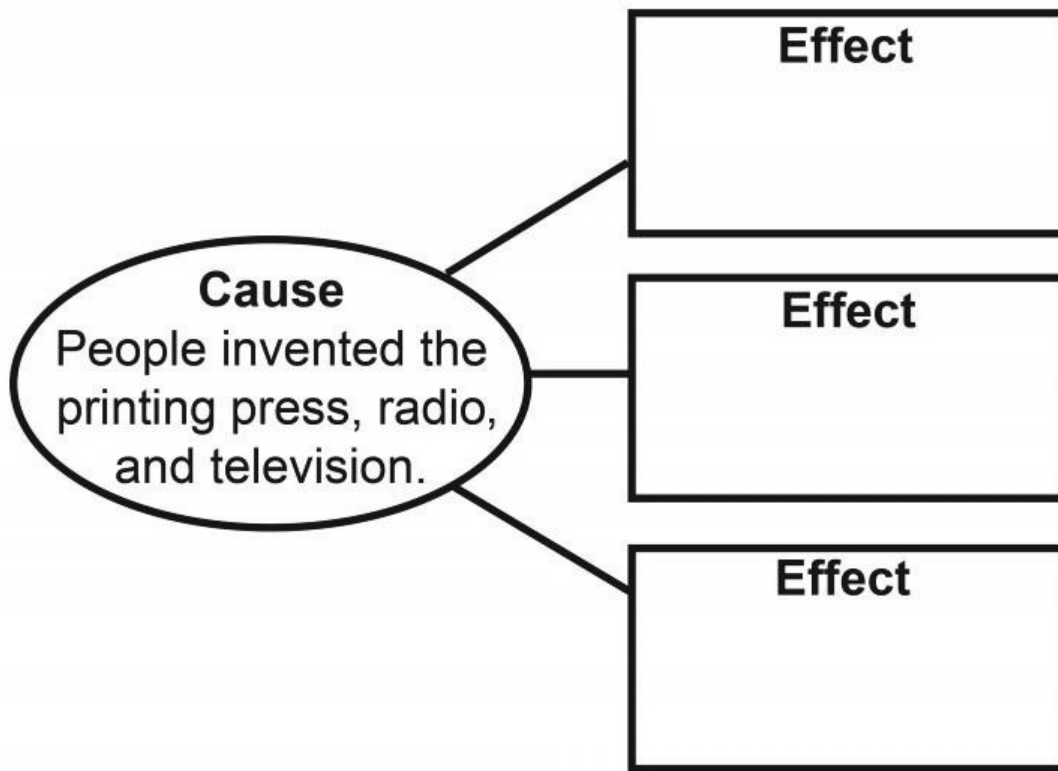 Effect
Cause
People invented the
printing press, radio,
and television.
Effect
Effect